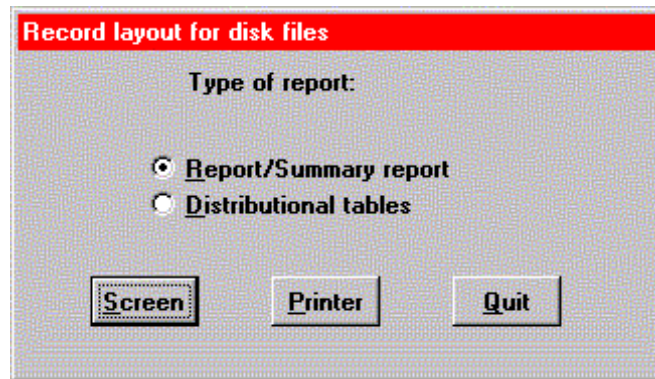 Record layout for disk files
Type of report:
Report/Summary report
Distributional tables
Screen Printer Quit